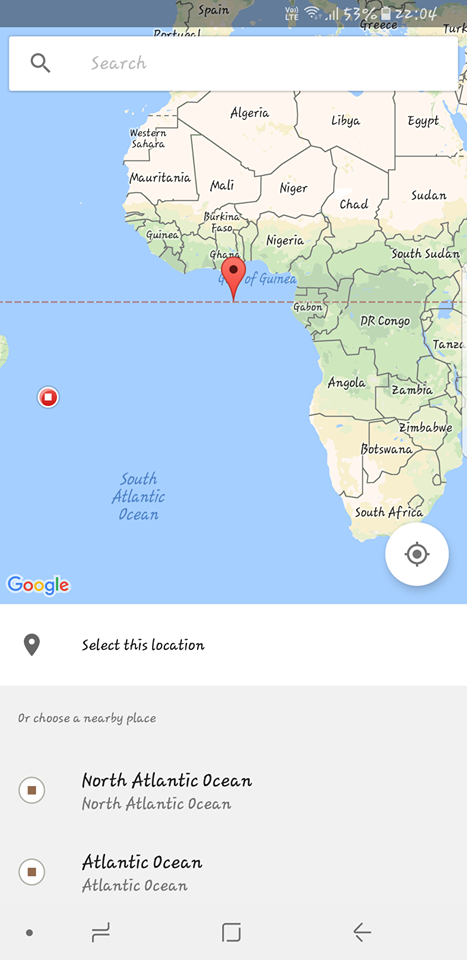 Spain
VoLTE 53% 22:04
Greece
Portugal
Turk
Search
Algeria
Libya
Egypt
Western
Sahara
Mauritania
Mali
Niger
Chad
Sudan
Burkina
Faso
Guinea
Nigeria
Ghana
South Sudan
of Guinea
Gabon
DR Congo
Tanza
Angola
Zambia
Zimbabwe
Botswana
South
Atlantic
Ocean
South Africa
Google
Select this location
Or choose a nearby place
North Atlantic Ocean
North Atlantic Ocean
Atlantic Ocean
Atlantic Ocean